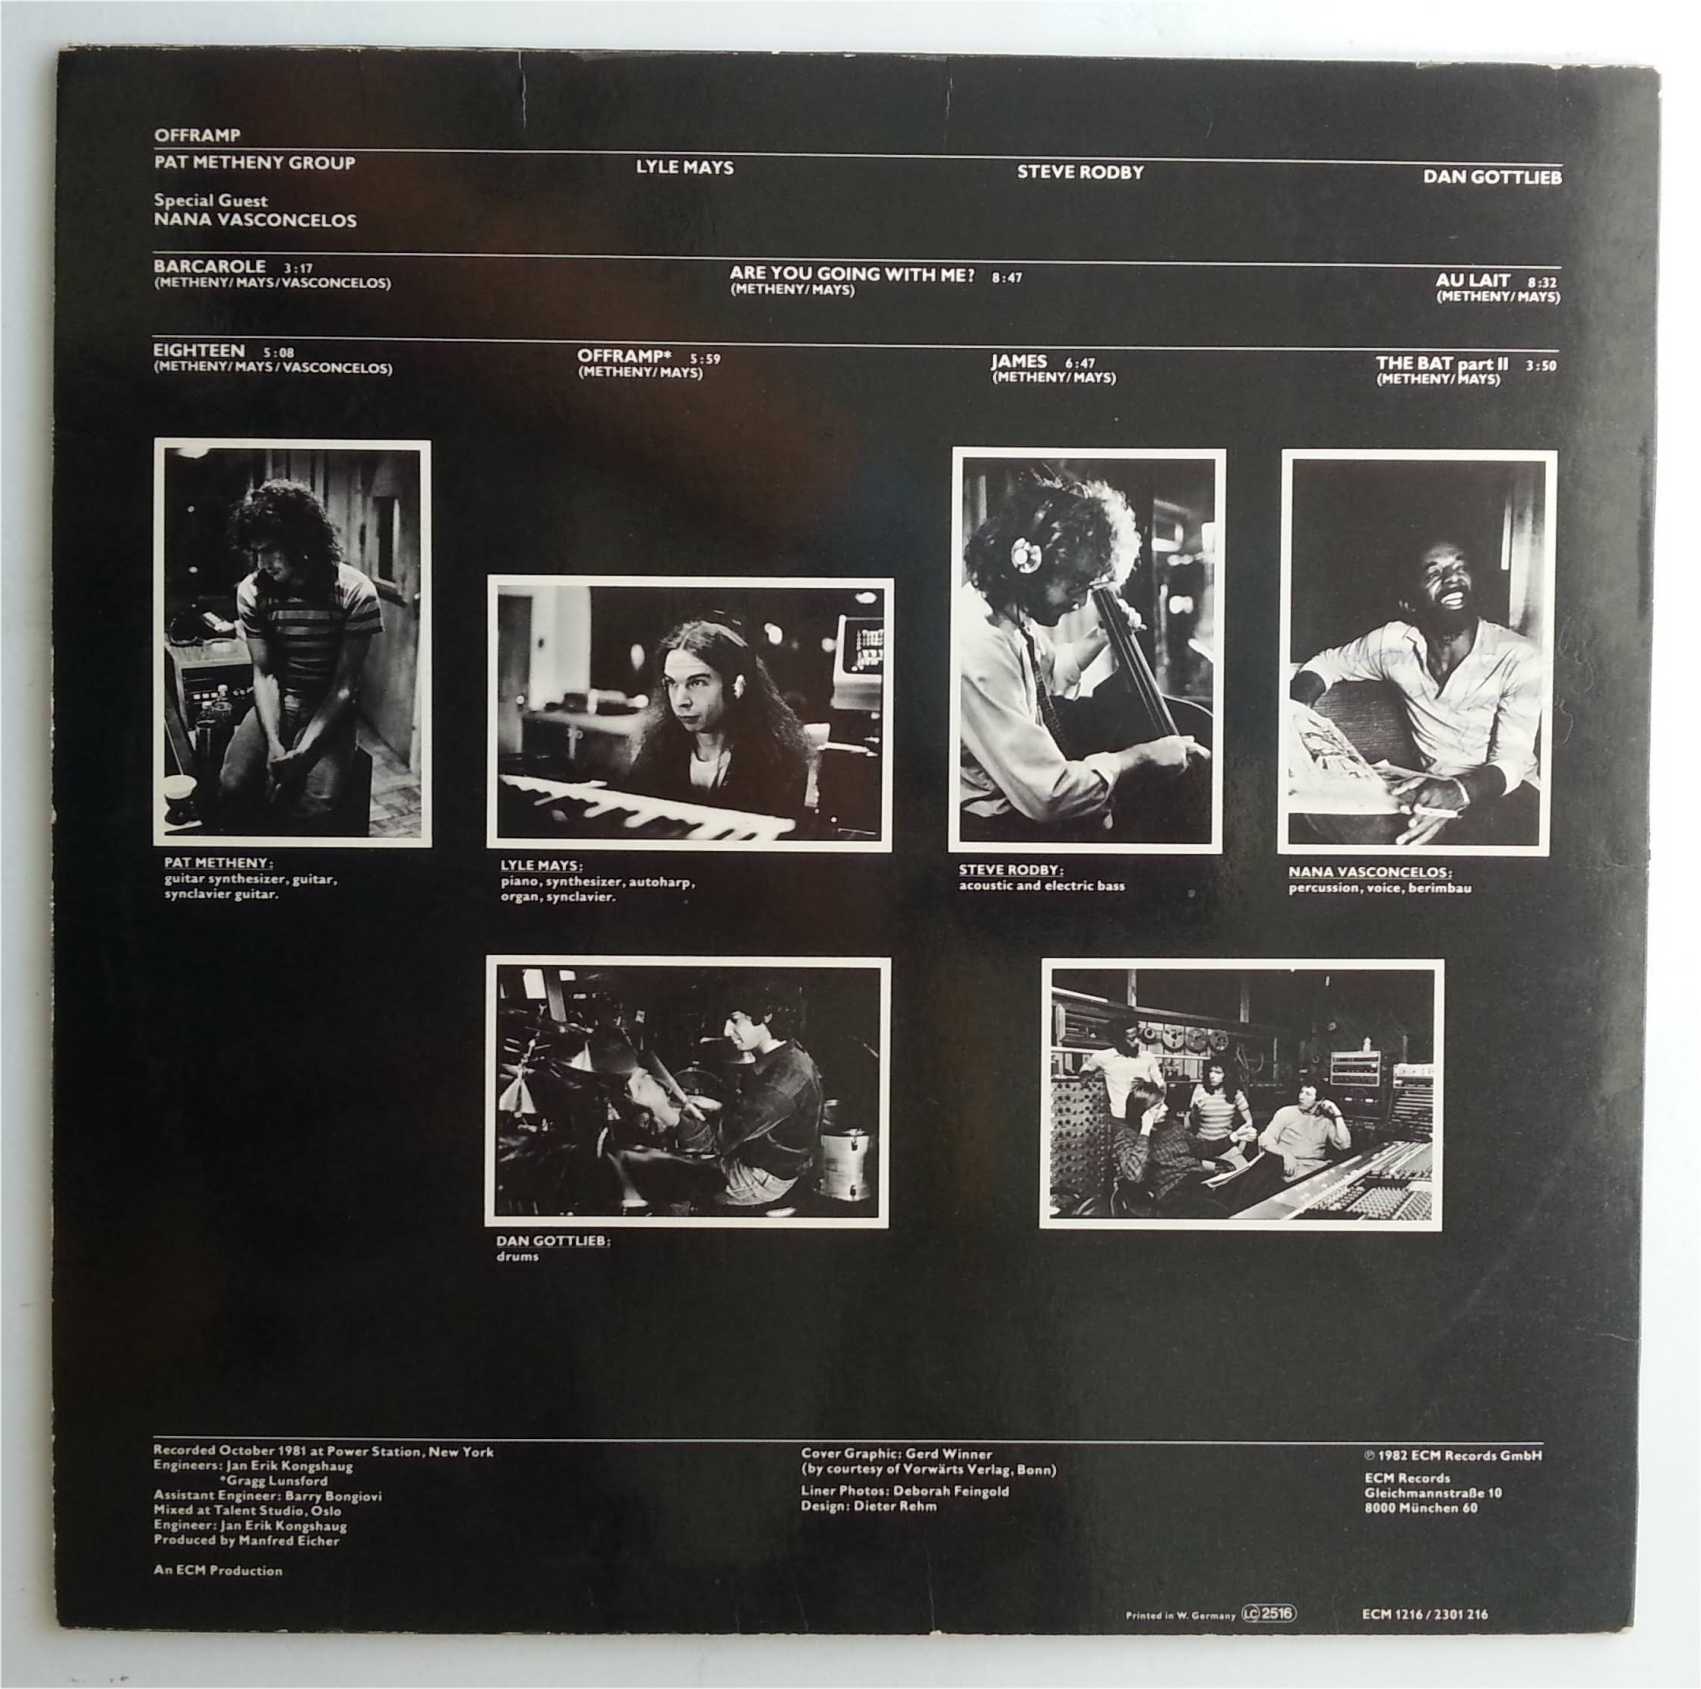 OFFRAMP
PAT METHENY GROUP LYLE MAYS STEVE RODBY DAN GOTTLIEB
Special Guest
NANA VASCONCELOS
BARCAROLE 3:17 ARE YOU GOING WITH ME? 8:47 AU LAIT 8:32
(METHENY/MAYS/VASCONCELOS) (METHENY/MAYS) (METHENY/MAYS)
EIGHTEEN 5:08 OFFRAMP* 5:59 JAMES 6:47 THE BAT part II 3:50
(METHENY/MAYS/VASCONCELOS) (METHENY/MAYS) (METHENY/MAYS) (METHENY/MAYS)
PAT METHENY:
guitar synthesizer, guitar,
synclavier guitar.
LYLE MAYS:
piano, synthesizer, autoharp,
organ, synclavier.
STEVE RODBY:
acoustic and electric bass
NANA VASCONCELOS:
percussion, voice, berimbau
DAN GOTTLIEB:
drums
Recorded October 1981 at Power Station, New York
Engineers: Jan Erik Kongshaug
*Gragg Lunsford
Assistant Engineer: Barry Bongiovi
Mixed at Talent Studio, Oslo
Engineer: Jan Erik Kongshaug
Produced by Manfred Eicher
An ECM Production
Cover Graphic: Gerd Winner
(by courtesy of Vorwärts Verlag, Bonn)
Liner Photos: Deborah Feingold
Design: Dieter Rehm
℗ 1982 ECM Records GmbH
ECM Records
Gleichmannstraße 10
8000 München 60
Printed in W. Germany LC 2516 ECM 1216 / 2301 216